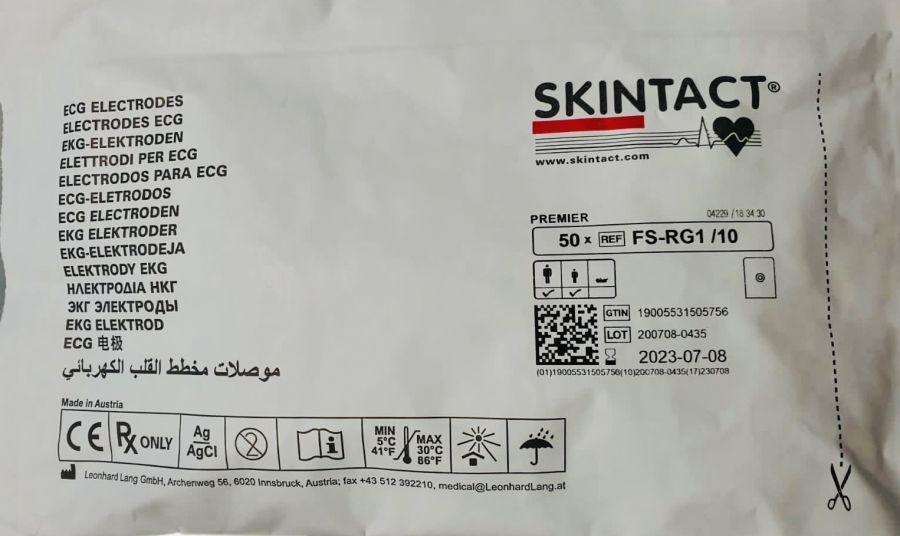 ECG ELECTRODES
ELECTRODES ECG
EKG-ELEKTRODEN
ELETTRODI PER ECG
ELECTRODOS PARA ECG
ECG-ELETRODOS
ECG ELECTRODEN
EKG ELEKTRODER
EKG-ELEKTRODEJA
ELEKTRODY EKG
ΗΛΕΚΤΡΟΔΙΑ ΗΚΓ
ЭКГ ЭЛЕКТРОДЫ
EKG ELEKTROD
ECG 电极
موصلات مخطط القلب الكهربائي
SKINTACT®
www.skintact.com
PREMIER
04229 / 18 34 30
50 x REF FS-RG1 /10
GTIN 19005531505756
LOT 200708-0435
2023-07-08
(01)19005531505756(10)200708-0435(17)230708
Made in Austria
CE
Rx ONLY
Ag
AgCl
2
i
MIN
5°C
41°F
MAX
30°C
86°F
Leonhard Lang GmbH, Archenweg 56, 6020 Innsbruck, Austria; fax +43 512 392210, medical@LeonhardLang.at